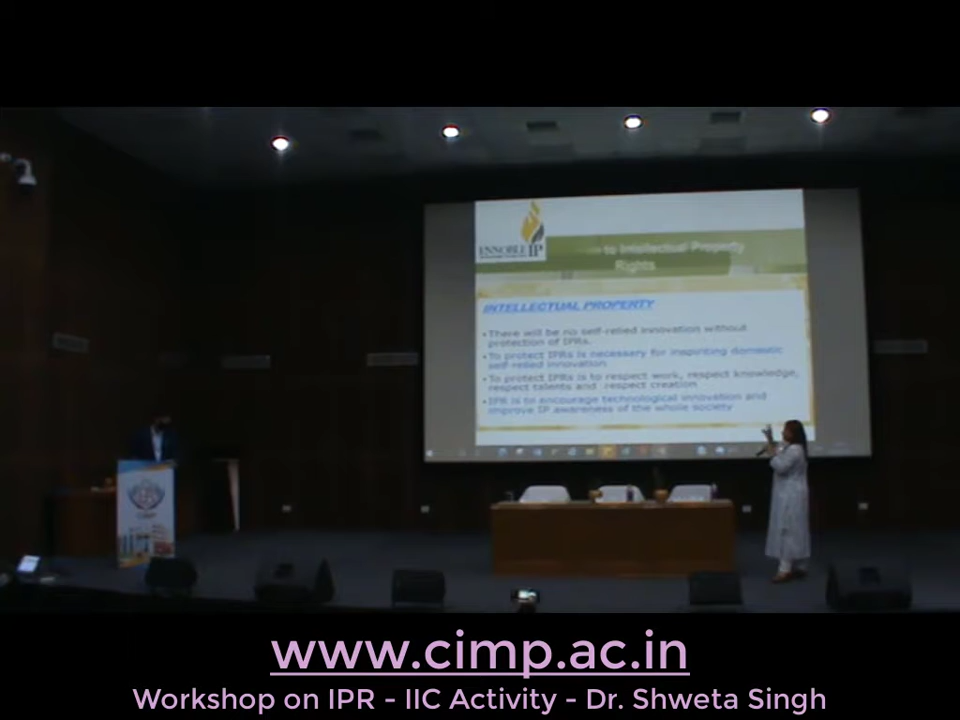 ENNOBLE IP
to Intellectual Property
Rights
INTELLECTUAL PROPERTY
• There will be no self-relied innovation without
protection of IPRs.
• To protect IPRs is necessary for inspiriting domestic
self relied innovation
• To protect IPRs is to respect work, respect knowledge,
respect talents and respect creation
• IPR is to encourage technological innovation and
improve IP awareness of the whole society
www.cimp.ac.in
Workshop on IPR - IIC Activity - Dr. Shweta Singh